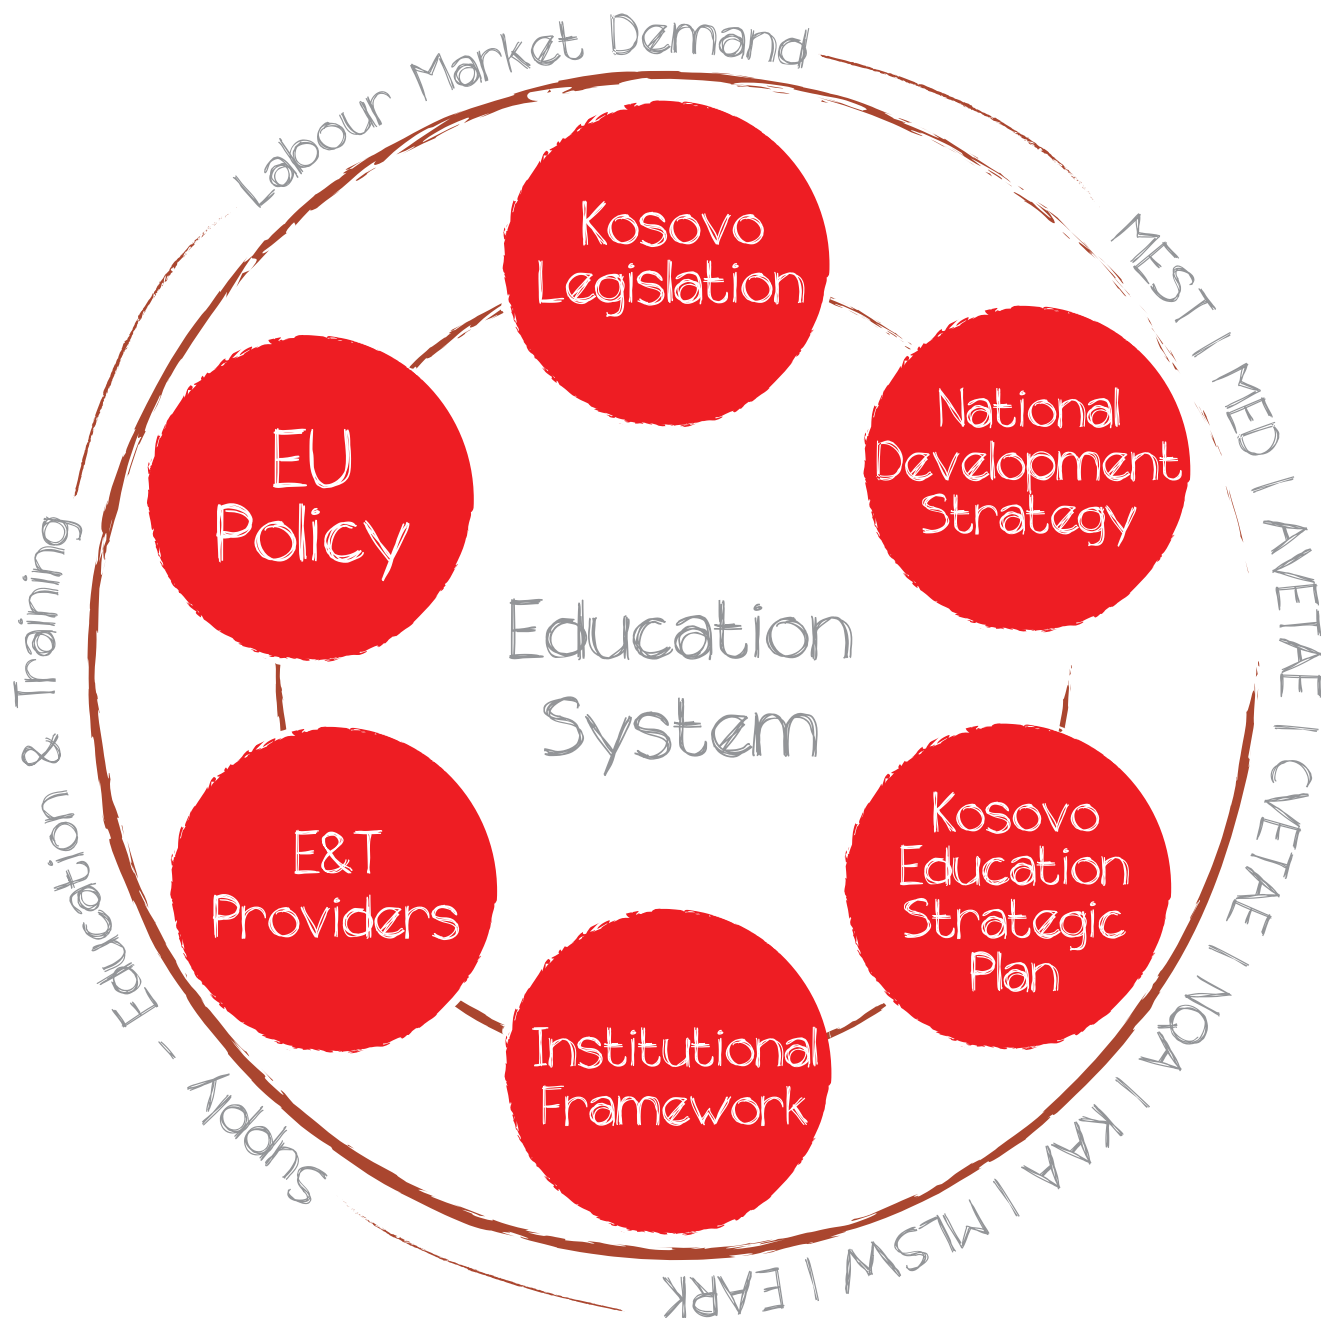 Labour Market Demand
MEST | MED | AVETAE | CVETAE | NQA | KAA | MLSW | EARK
Supply - Education & Training
Kosovo
Legislation
National
Development
Strategy
Kosovo
Education
Strategic
Plan
Institutional
Framework
E&T
Providers
EU
Policy
Education
System